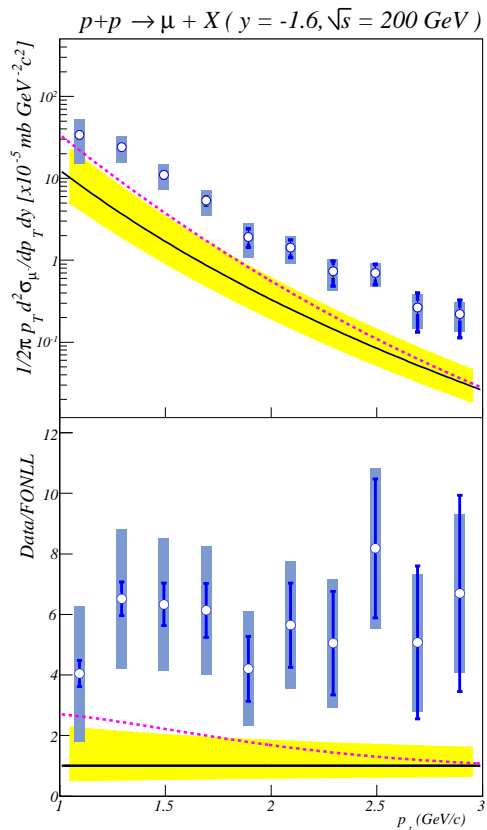 p+p → μ + X ( y = -1.6, √s = 200 GeV )
1/2π p_T d²σ_μ/dp_T dy [x10⁻⁵ mb GeV⁻²c²]
10²
10
1
10⁻¹
Data/FONLL
12
10
8
6
4
2
0
1 1.5 2 2.5 3
(GeV/c)